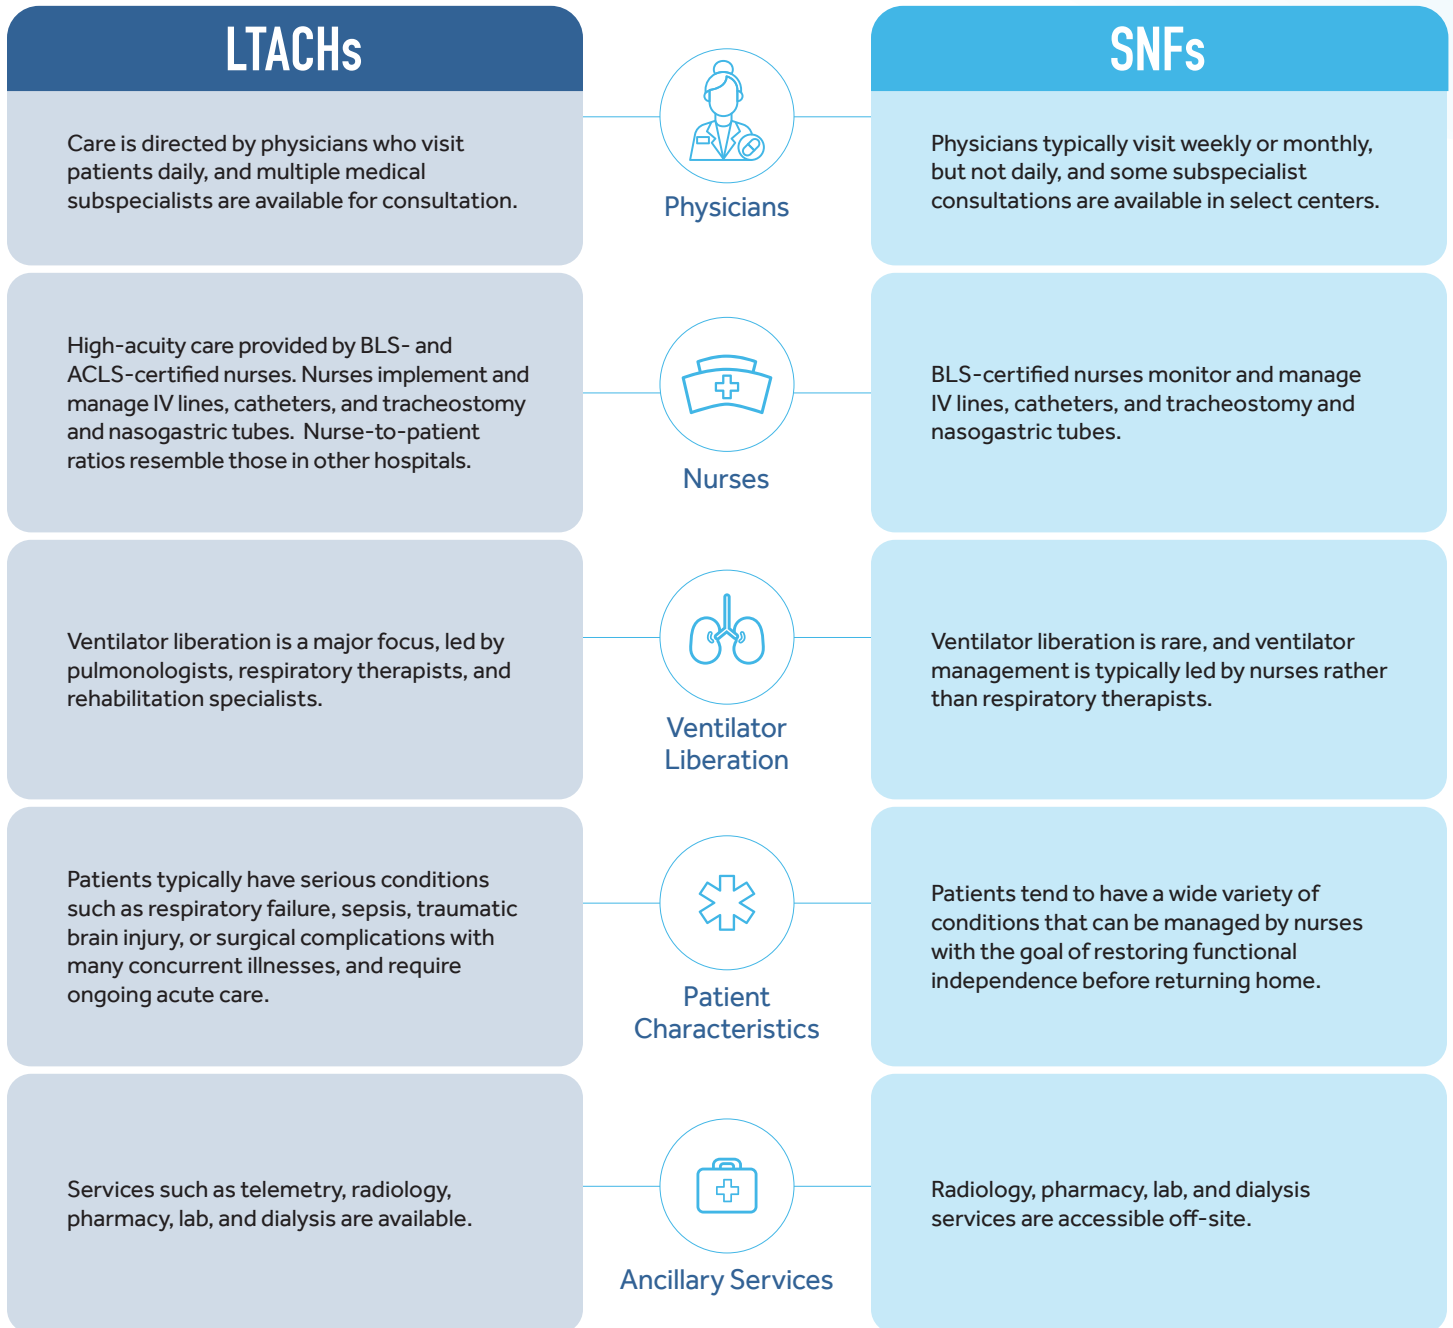 LTACHs
SNFs
Care is directed by physicians who visit
patients daily, and multiple medical
subspecialists are available for consultation.
Physicians
Physicians typically visit weekly or monthly,
but not daily, and some subspecialist
consultations are available in select centers.
High-acuity care provided by BLS- and
ACLS-certified nurses. Nurses implement and
manage IV lines, catheters, and tracheostomy
and nasogastric tubes.  Nurse-to-patient
ratios resemble those in other hospitals.
Nurses
BLS-certified nurses monitor and manage
IV lines, catheters, and tracheostomy and
nasogastric tubes.
Ventilator liberation is a major focus, led by
pulmonologists, respiratory therapists, and
rehabilitation specialists.
Ventilator
Liberation
Ventilator liberation is rare, and ventilator
management is typically led by nurses rather
than respiratory therapists.
Patients typically have serious conditions
such as respiratory failure, sepsis, traumatic
brain injury, or surgical complications with
many concurrent illnesses, and require
ongoing acute care.
Patient
Characteristics
Patients tend to have a wide variety of
conditions that can be managed by nurses
with the goal of restoring functional
independence before returning home.
Services such as telemetry, radiology,
pharmacy, lab, and dialysis are available.
Ancillary Services
Radiology, pharmacy, lab, and dialysis
services are accessible off-site.